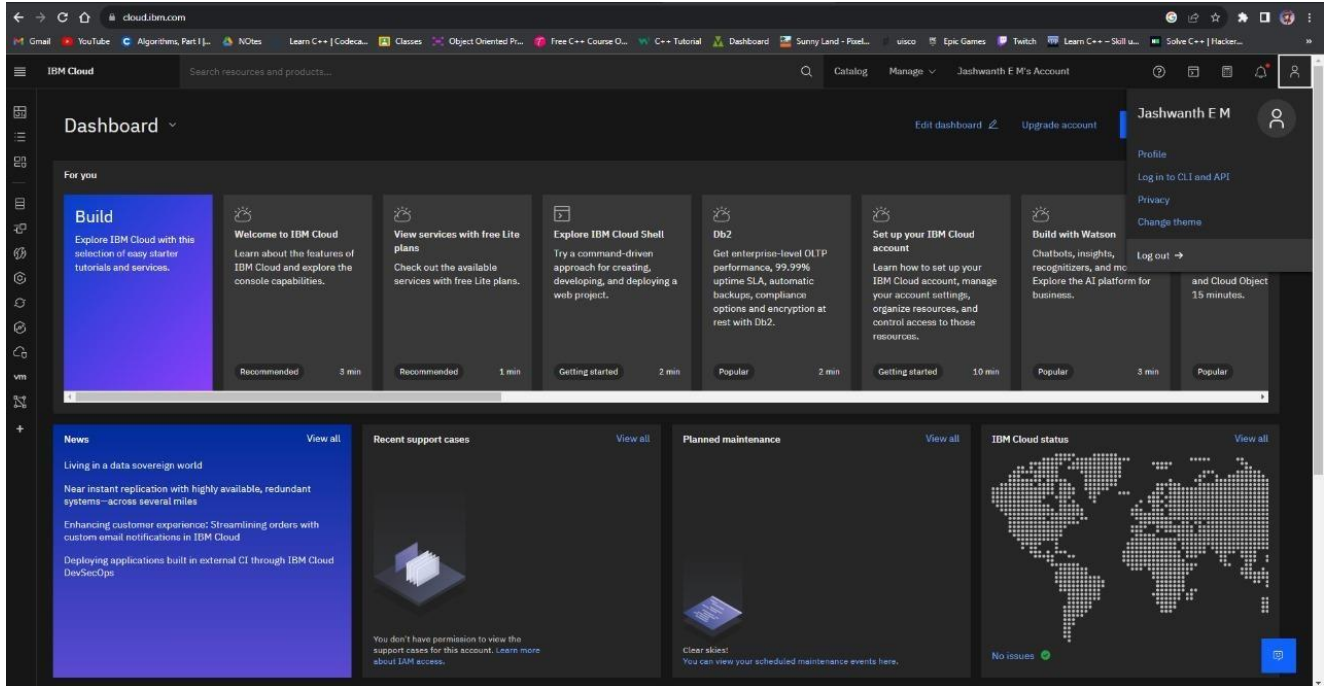 cloud.ibm.com
Gmail YouTube Algorithms, Part I |... NOtes Learn C++ | Codeca... Classes Object Oriented Pr... Free C++ Course O... C++ Tutorial Dashboard Sunny Land - Pixel... uisco Epic Games Twitch Learn C++ – Skill u... Solve C++ | Hacker... »
IBM Cloud Search resources and products... Catalog Manage Jashwanth E M's Account
Dashboard
Edit dashboard Upgrade account
Jashwanth E M
Profile
Log in to CLI and API
Privacy
Change theme
Log out →
For you
Build
Explore IBM Cloud with this
selection of easy starter
tutorials and services.
Welcome to IBM Cloud
Learn about the features of
IBM Cloud and explore the
console capabilities.
Recommended 3 min
View services with free Lite
plans
Check out the available
services with free Lite plans.
Recommended 1 min
Explore IBM Cloud Shell
Try a command-driven
approach for creating,
developing, and deploying a
web project.
Getting started 2 min
Db2
Get enterprise-level OLTP
performance, 99.99%
uptime SLA, automatic
backups, compliance
options and encryption at
rest with Db2.
Popular 2 min
Set up your IBM Cloud
account
Learn how to set up your
IBM Cloud account, manage
your account settings,
organize resources, and
control access to those
resources.
Getting started 10 min
Build with Watson
Chatbots, insights,
recognitizers, and mc
Explore the AI platform for
business.
Popular 3 min
and Cloud Object
15 minutes.
Popular
vm
News View all
Living in a data sovereign world
Near instant replication with highly available, redundant
systems—across several miles
Enhancing customer experience: Streamlining orders with
custom email notifications in IBM Cloud
Deploying applications built in external CI through IBM Cloud
DevSecOps
Recent support cases View all
You don't have permission to view the
support cases for this account. Learn more
about IAM access.
Planned maintenance View all
Clear skies!
You can view your scheduled maintenance events here.
IBM Cloud status View all
No issues